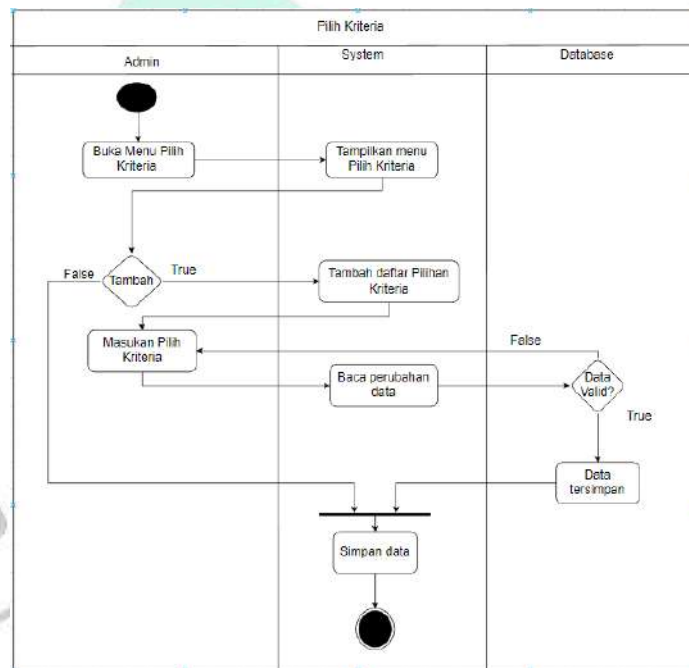 Pilih Kriteria
Admin
System
Database
Buka Menu Pilih
Kriteria
Tampilkan menu
Pilih Kriteria
False
Tambah
True
Tambah daftar Pilihan
Kriteria
Masukan Pilih
Kriteria
False
Baca perubahan
data
Data
Valid?
True
Data
tersimpan
Simpan data